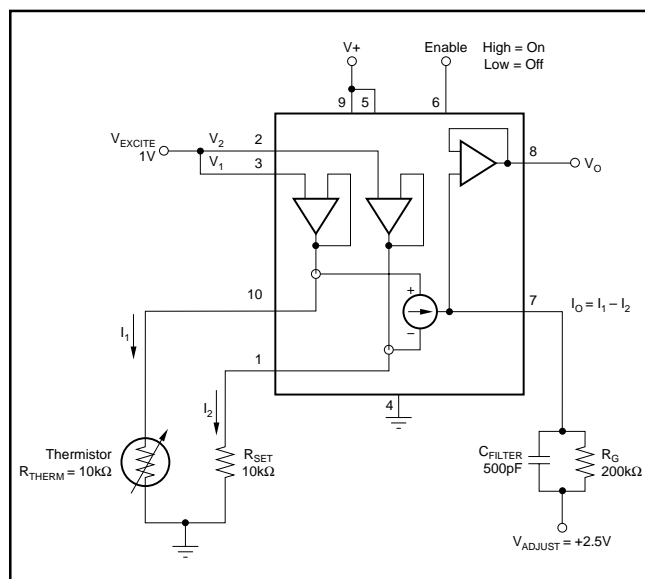 V+
Enable
High = On
Low = Off
9
5
6
V_EXCITE
1V
V_2
2
V_1
3
8
V_O
+
−
10
7
I_O = I_1 – I_2
I_1
1
I_2
4
Thermistor
R_THERM = 10kΩ
R_SET
10kΩ
C_FILTER
500pF
R_G
200kΩ
V_ADJUST = +2.5V